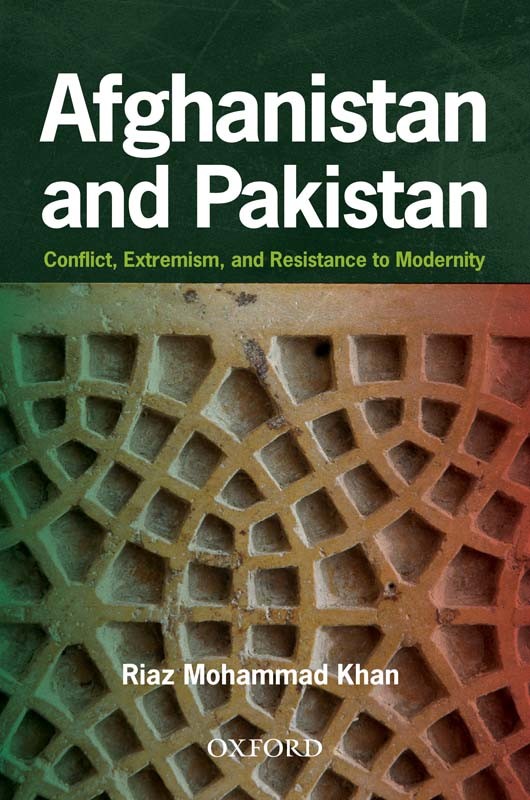 Afghanistan
and Pakistan
Conflict, Extremism, and Resistance to Modernity
Riaz Mohammad Khan
OXFORD